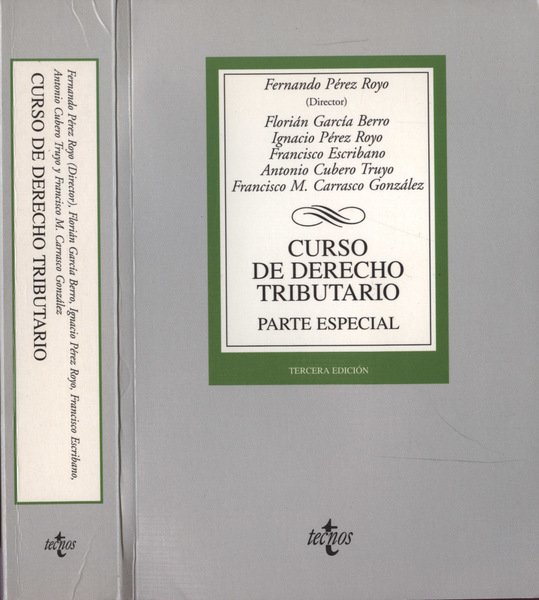 Fernando Pérez Royo (Director), Florián García Berro, Ignacio Pérez Royo, Francisco Escribano,
Antonio Cubero Truyo y Francisco M. Carrasco González
CURSO DE DERECHO TRIBUTARIO
tecnos
Fernando Pérez Royo
(Director)
Florián García Berro
Ignacio Pérez Royo
Francisco Escribano
Antonio Cubero Truyo
Francisco M. Carrasco González
CURSO
DE DERECHO
TRIBUTARIO
PARTE ESPECIAL
TERCERA EDICIÓN
tecnos